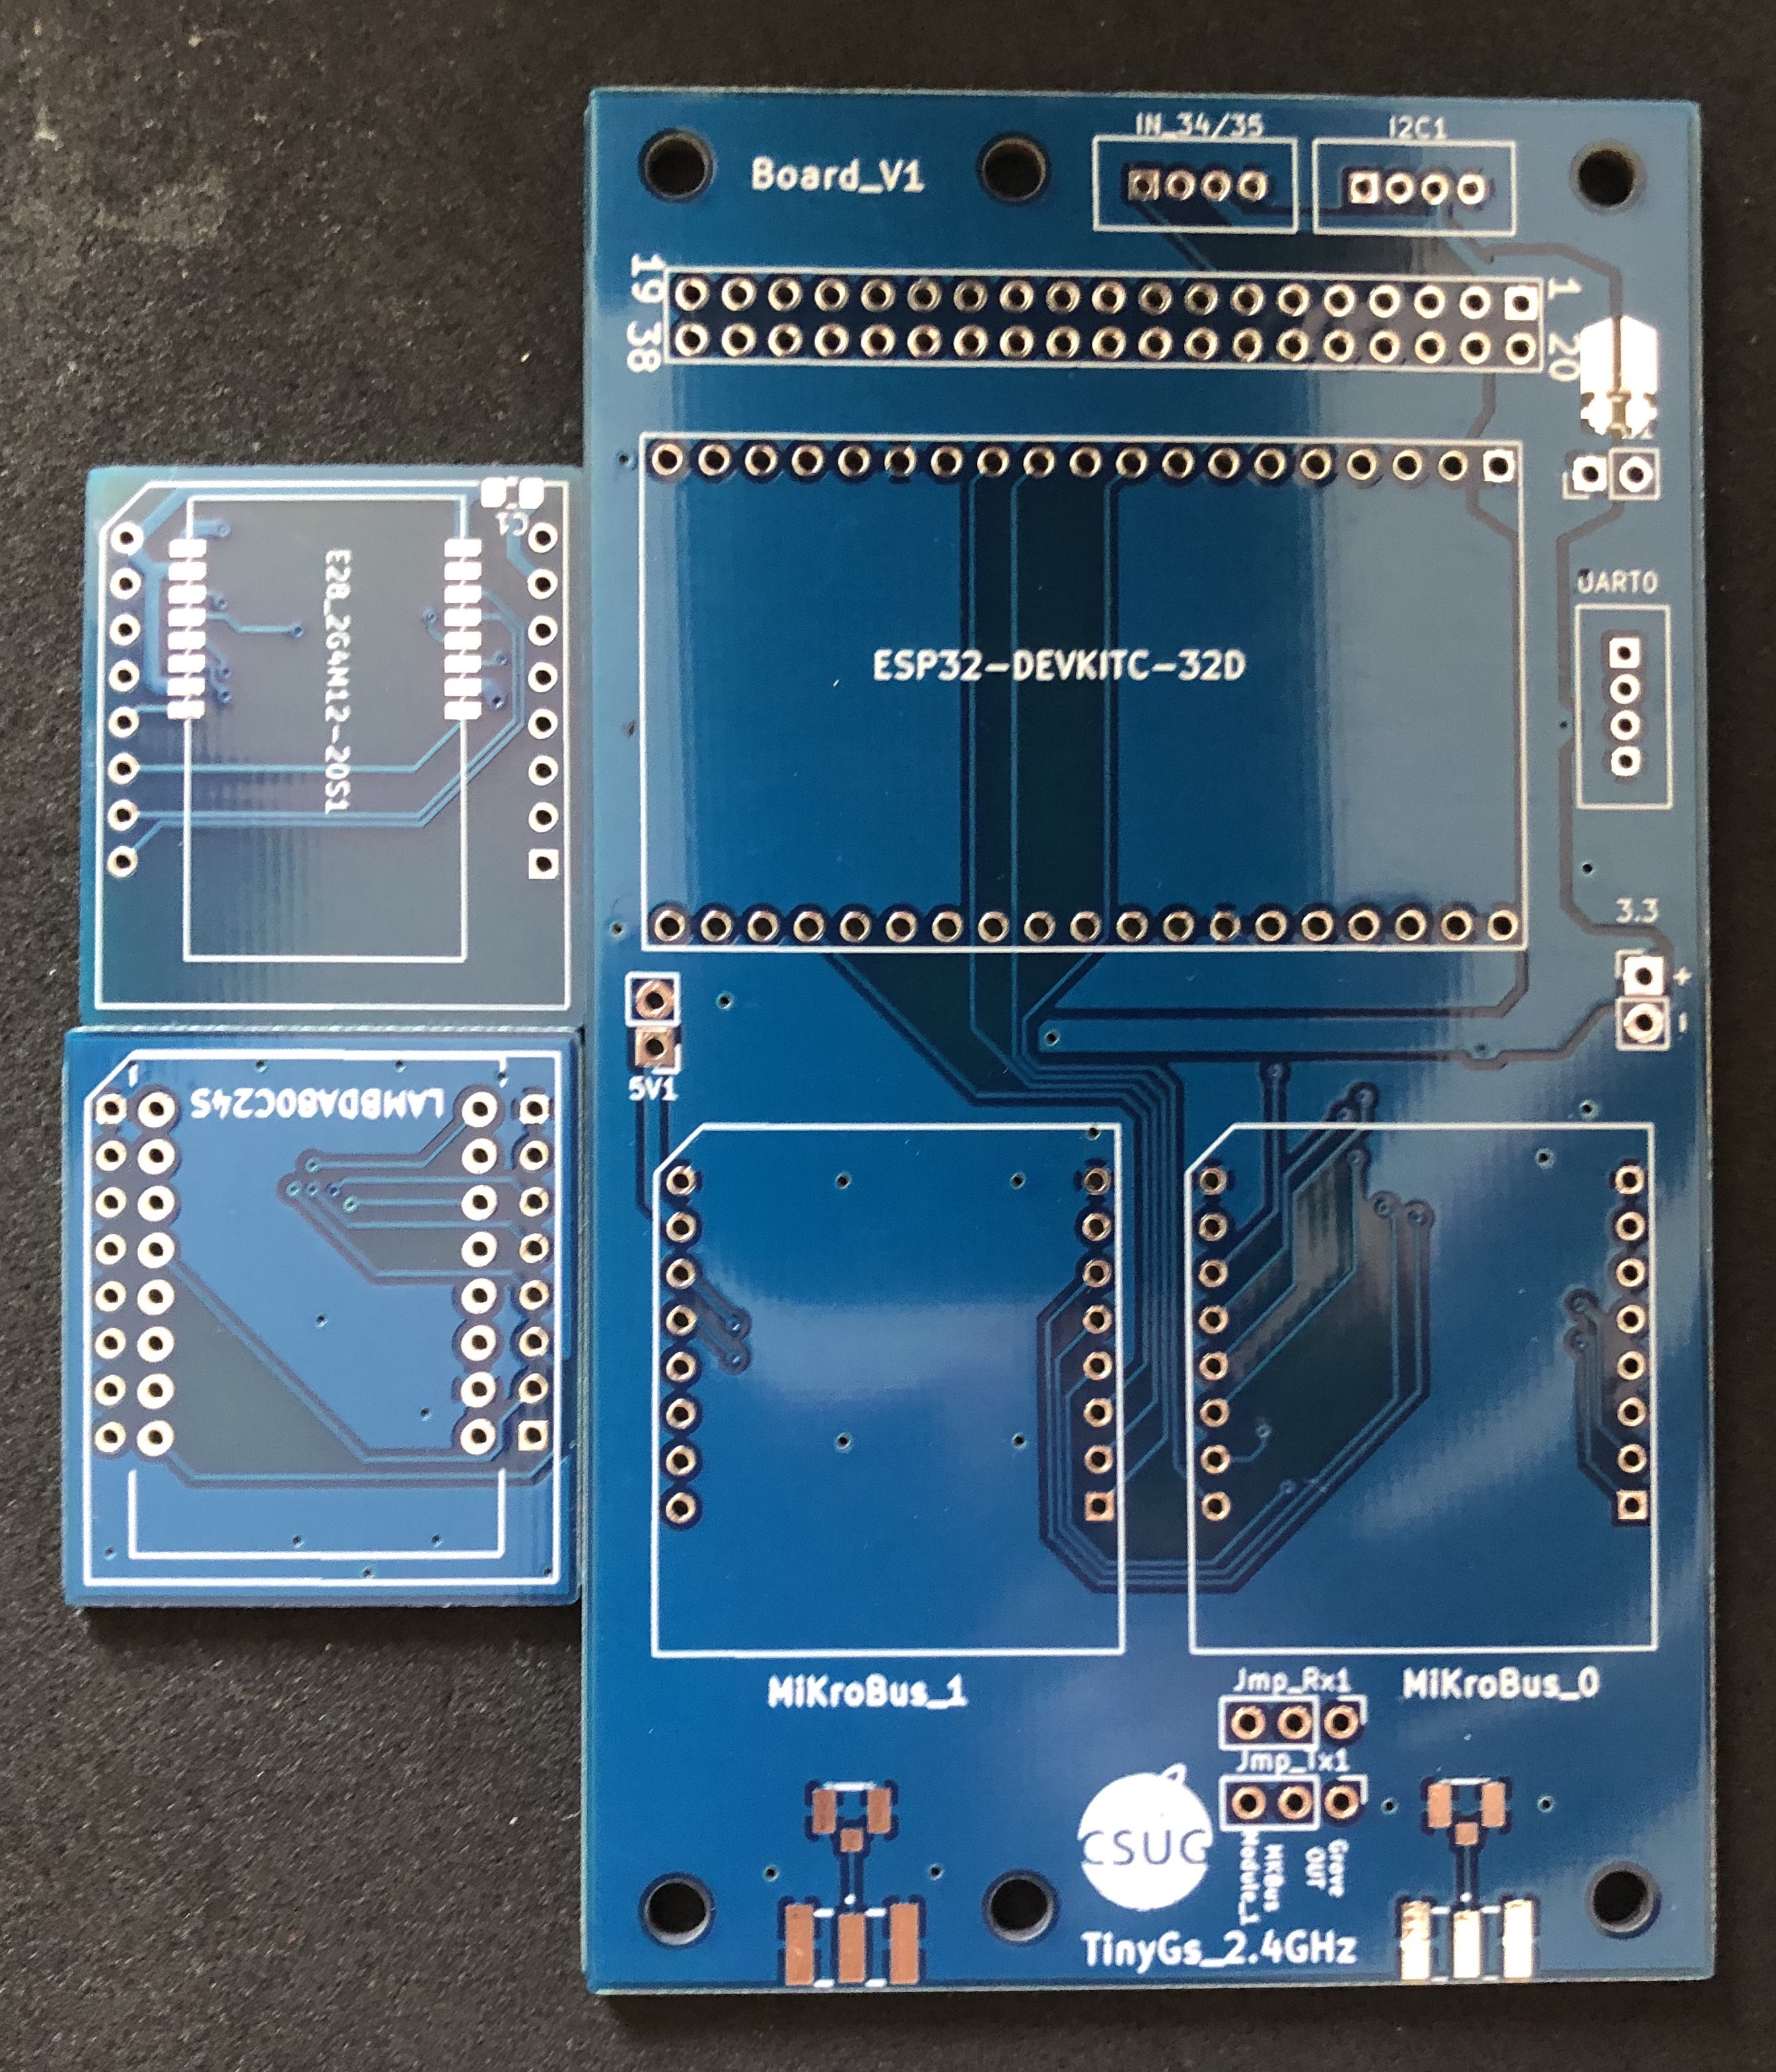 IN_34/35
I2C1
Board_V1
19
1
38
20
ESP32-DEVKITC-32D
UART0
3.3
+
-
5V1
MiKroBus_1
MiKroBus_0
Jmp_Rx1
Jmp_Tx1
Grove
OUT
MKBus
Module_1
CSUC
TinyGs_2.4GHz
C1
E28_2G4M12-20S1
LAMBDA80C24S